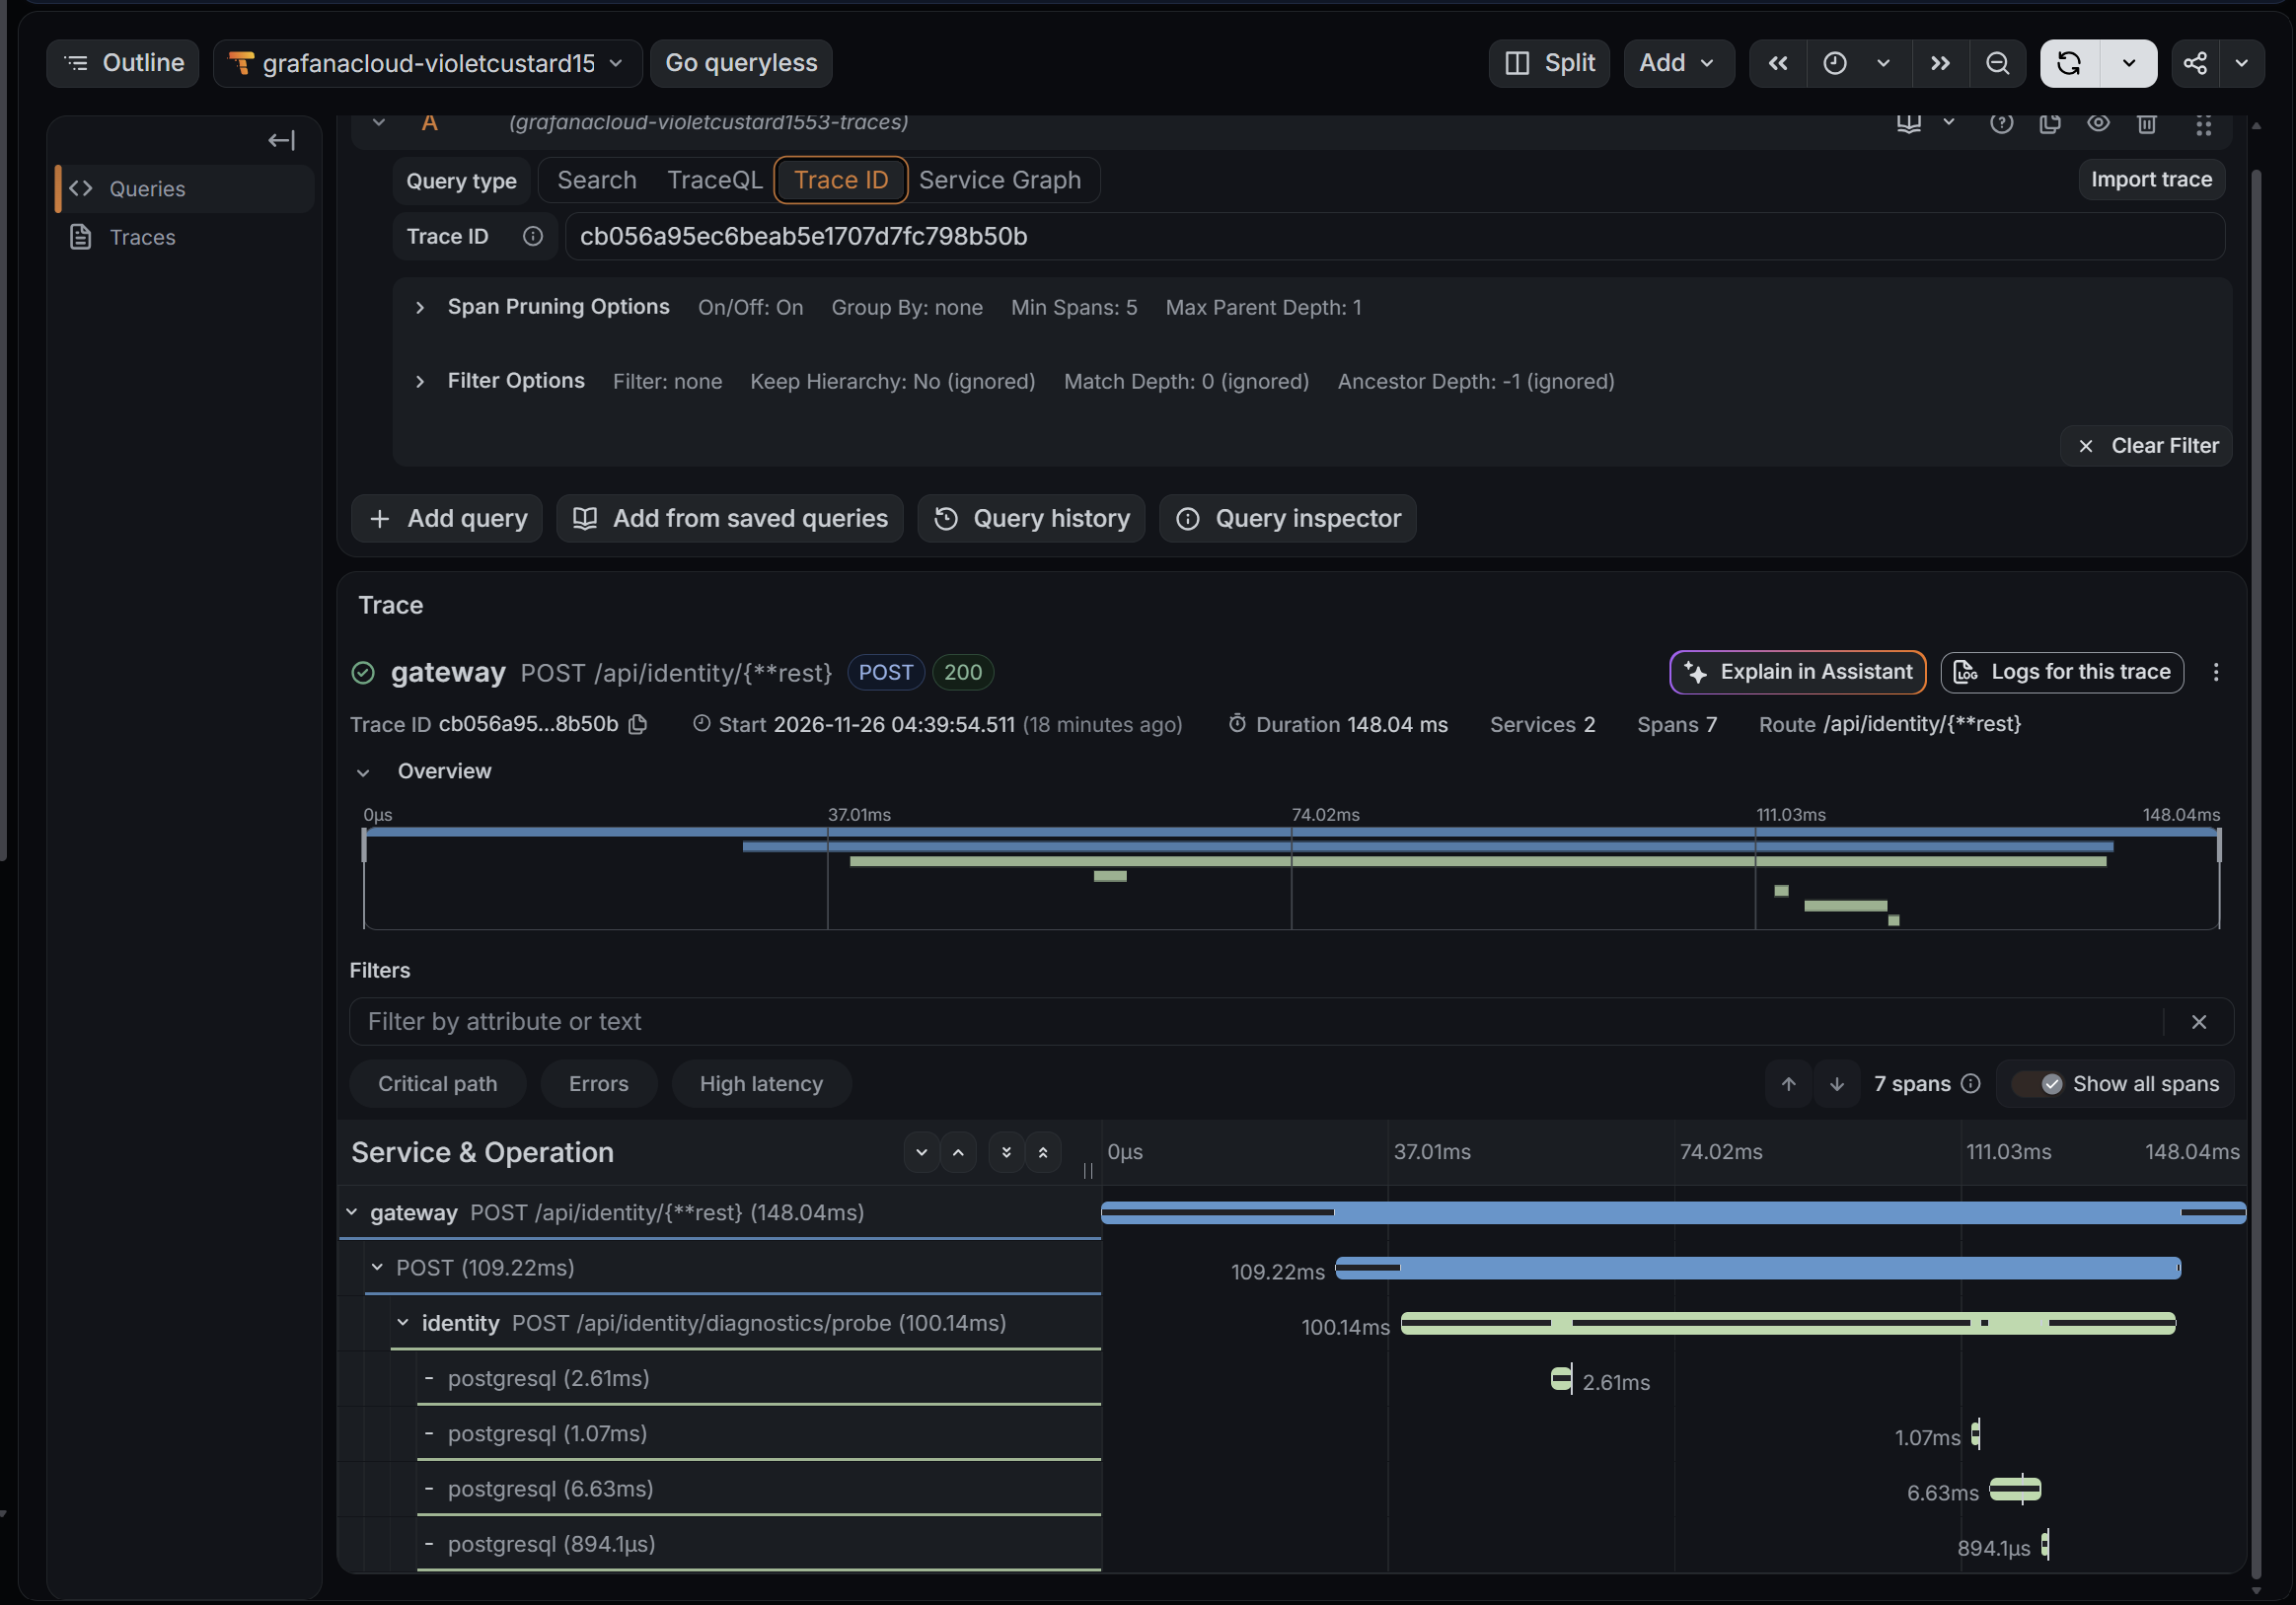 Outline grafanacloud-violetcustard15 Go queryless Split Add
A (grafanacloud-violetcustard1553-traces)
Queries
Traces
Query type Search TraceQL Trace ID Service Graph Import trace
Trace ID cb056a95ec6beab5e1707d7fc798b50b
Span Pruning Options On/Off: On Group By: none Min Spans: 5 Max Parent Depth: 1
Filter Options Filter: none Keep Hierarchy: No (ignored) Match Depth: 0 (ignored) Ancestor Depth: -1 (ignored)
Clear Filter
Add query Add from saved queries Query history Query inspector
Trace
gateway POST /api/identity/{**rest} POST 200 Explain in Assistant LOG Logs for this trace
Trace ID cb056a95...8b50b Start 2026-11-26 04:39:54.511 (18 minutes ago) Duration 148.04 ms Services 2 Spans 7 Route /api/identity/{**rest}
Overview
0μs 37.01ms 74.02ms 111.03ms 148.04ms
Filters
Filter by attribute or text
Critical path Errors High latency 7 spans Show all spans
Service & Operation 0μs 37.01ms 74.02ms 111.03ms 148.04ms
gateway POST /api/identity/{**rest} (148.04ms)
POST (109.22ms) 109.22ms
identity POST /api/identity/diagnostics/probe (100.14ms) 100.14ms
- postgresql (2.61ms) 2.61ms
- postgresql (1.07ms) 1.07ms
- postgresql (6.63ms) 6.63ms
- postgresql (894.1μs) 894.1μs